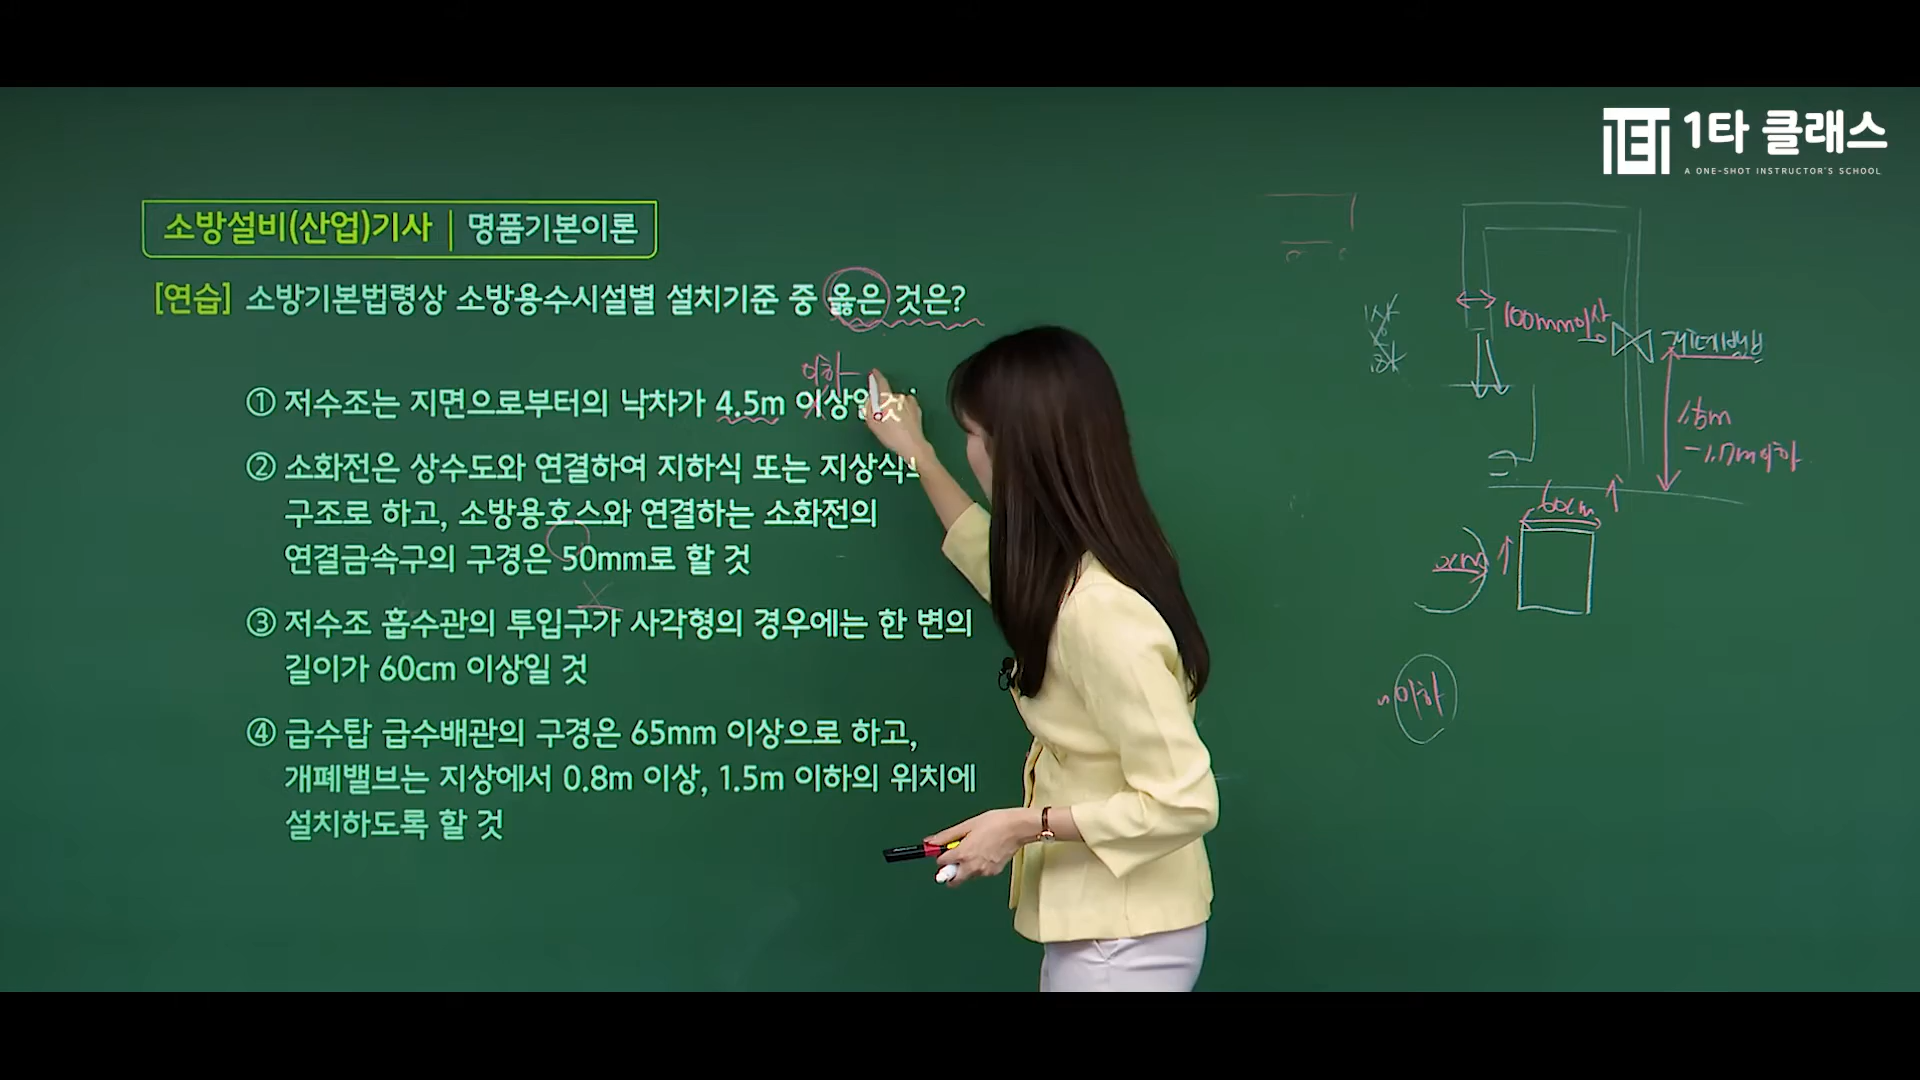 1타 클래스
A ONE-SHOT INSTRUCTOR'S SCHOOL
소방설비(산업)기사 | 명품기본이론
[연습] 소방기본법령상 소방용수시설별 설치기준 중 옳은 것은?
이하
① 저수조는 지면으로부터의 낙차가 4.5m 이상일 것
② 소화전은 상수도와 연결하여 지하식 또는 지상식
구조로 하고, 소방용호스와 연결하는 소화전의
연결금속구의 구경은 50mm로 할 것
③ 저수조 흡수관의 투입구가 사각형의 경우에는 한 변의
길이가 60cm 이상일 것
④ 급수탑 급수배관의 구경은 65mm 이상으로 하고,
개폐밸브는 지상에서 0.8m 이상, 1.5m 이하의 위치에
설치하도록 할 것
100mm이상
개폐밸브
1.5m
-1.7m이하
60cm
이하